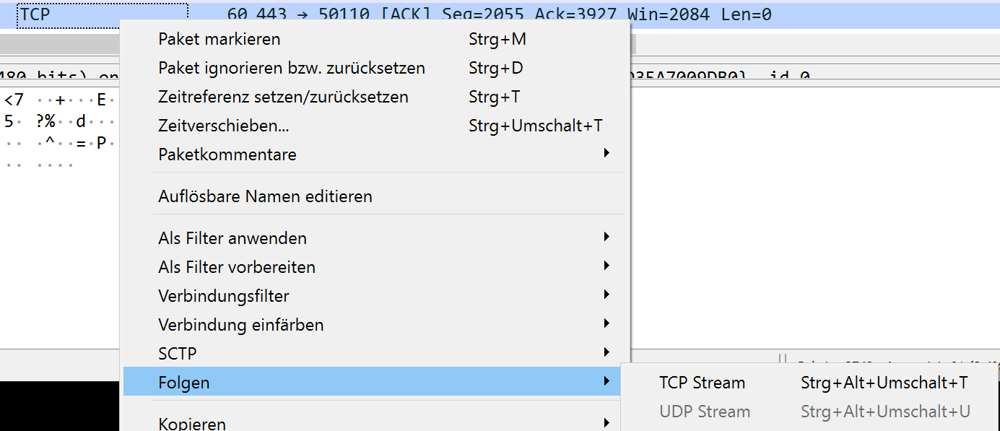 TCP 60 443 → 50110 [ACK] Seq=2055 Ack=3927 Win=2084 Len=0
Paket markieren Strg+M
Paket ignorieren bzw. zurücksetzen Strg+D
480 bits) on D35A7009DB0}, id 0
Zeitreferenz setzen/zurücksetzen Strg+T
<7 ··+···E·
Zeitverschieben... Strg+Umschalt+T
5· ?%··d···
Paketkommentare
·· ·^··=·P·
·· ····
Auflösbare Namen editieren
Als Filter anwenden
Als Filter vorbereiten
Verbindungsfilter
Verbindung einfärben
SCTP
Folgen
TCP Stream Strg+Alt+Umschalt+T
UDP Stream Strg+Alt+Umschalt+U
Kopieren